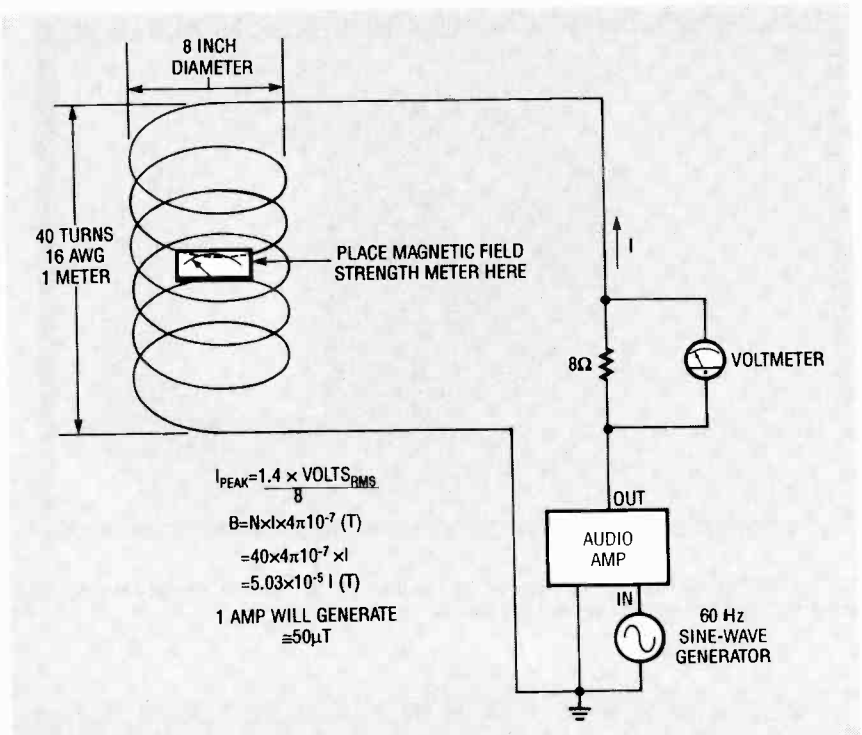 8 INCH
DIAMETER
40 TURNS
16 AWG
1 METER
PLACE MAGNETIC FIELD
STRENGTH METER HERE
I
8Ω
VOLTMETER
I_PEAK=1.4 × VOLTS_RMS
8
B=N×I×4π10⁻⁷ (T)
=40×4π10⁻⁷ ×I
=5.03×10⁻⁵ I (T)
1 AMP WILL GENERATE
≅50μT
OUT
AUDIO
AMP
IN
60 Hz
SINE-WAVE
GENERATOR